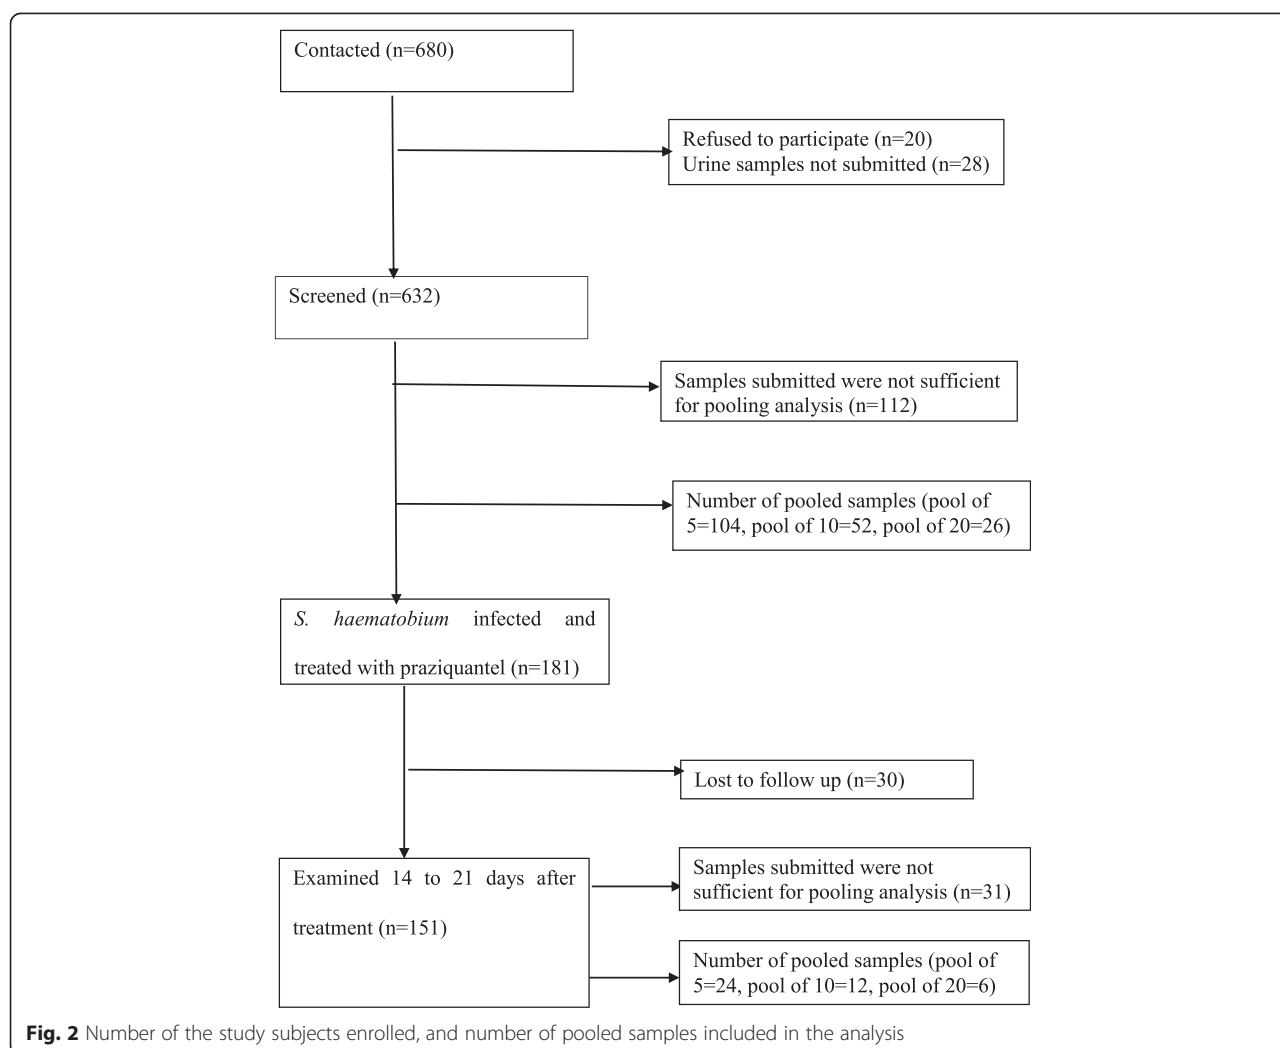 Contacted (n=680)
Refused to participate (n=20)
Urine samples not submitted (n=28)
Screened (n=632)
Samples submitted were not sufficient
for pooling analysis (n=112)
Number of pooled samples (pool of
5=104, pool of 10=52, pool of 20=26)
S. haematobium infected and
treated with praziquantel (n=181)
Lost to follow up (n=30)
Examined 14 to 21 days after
treatment (n=151)
Samples submitted were not
sufficient for pooling analysis (n=31)
Number of pooled samples (pool of
5=24, pool of 10=12, pool of 20=6)
Fig. 2 Number of the study subjects enrolled, and number of pooled samples included in the analysis